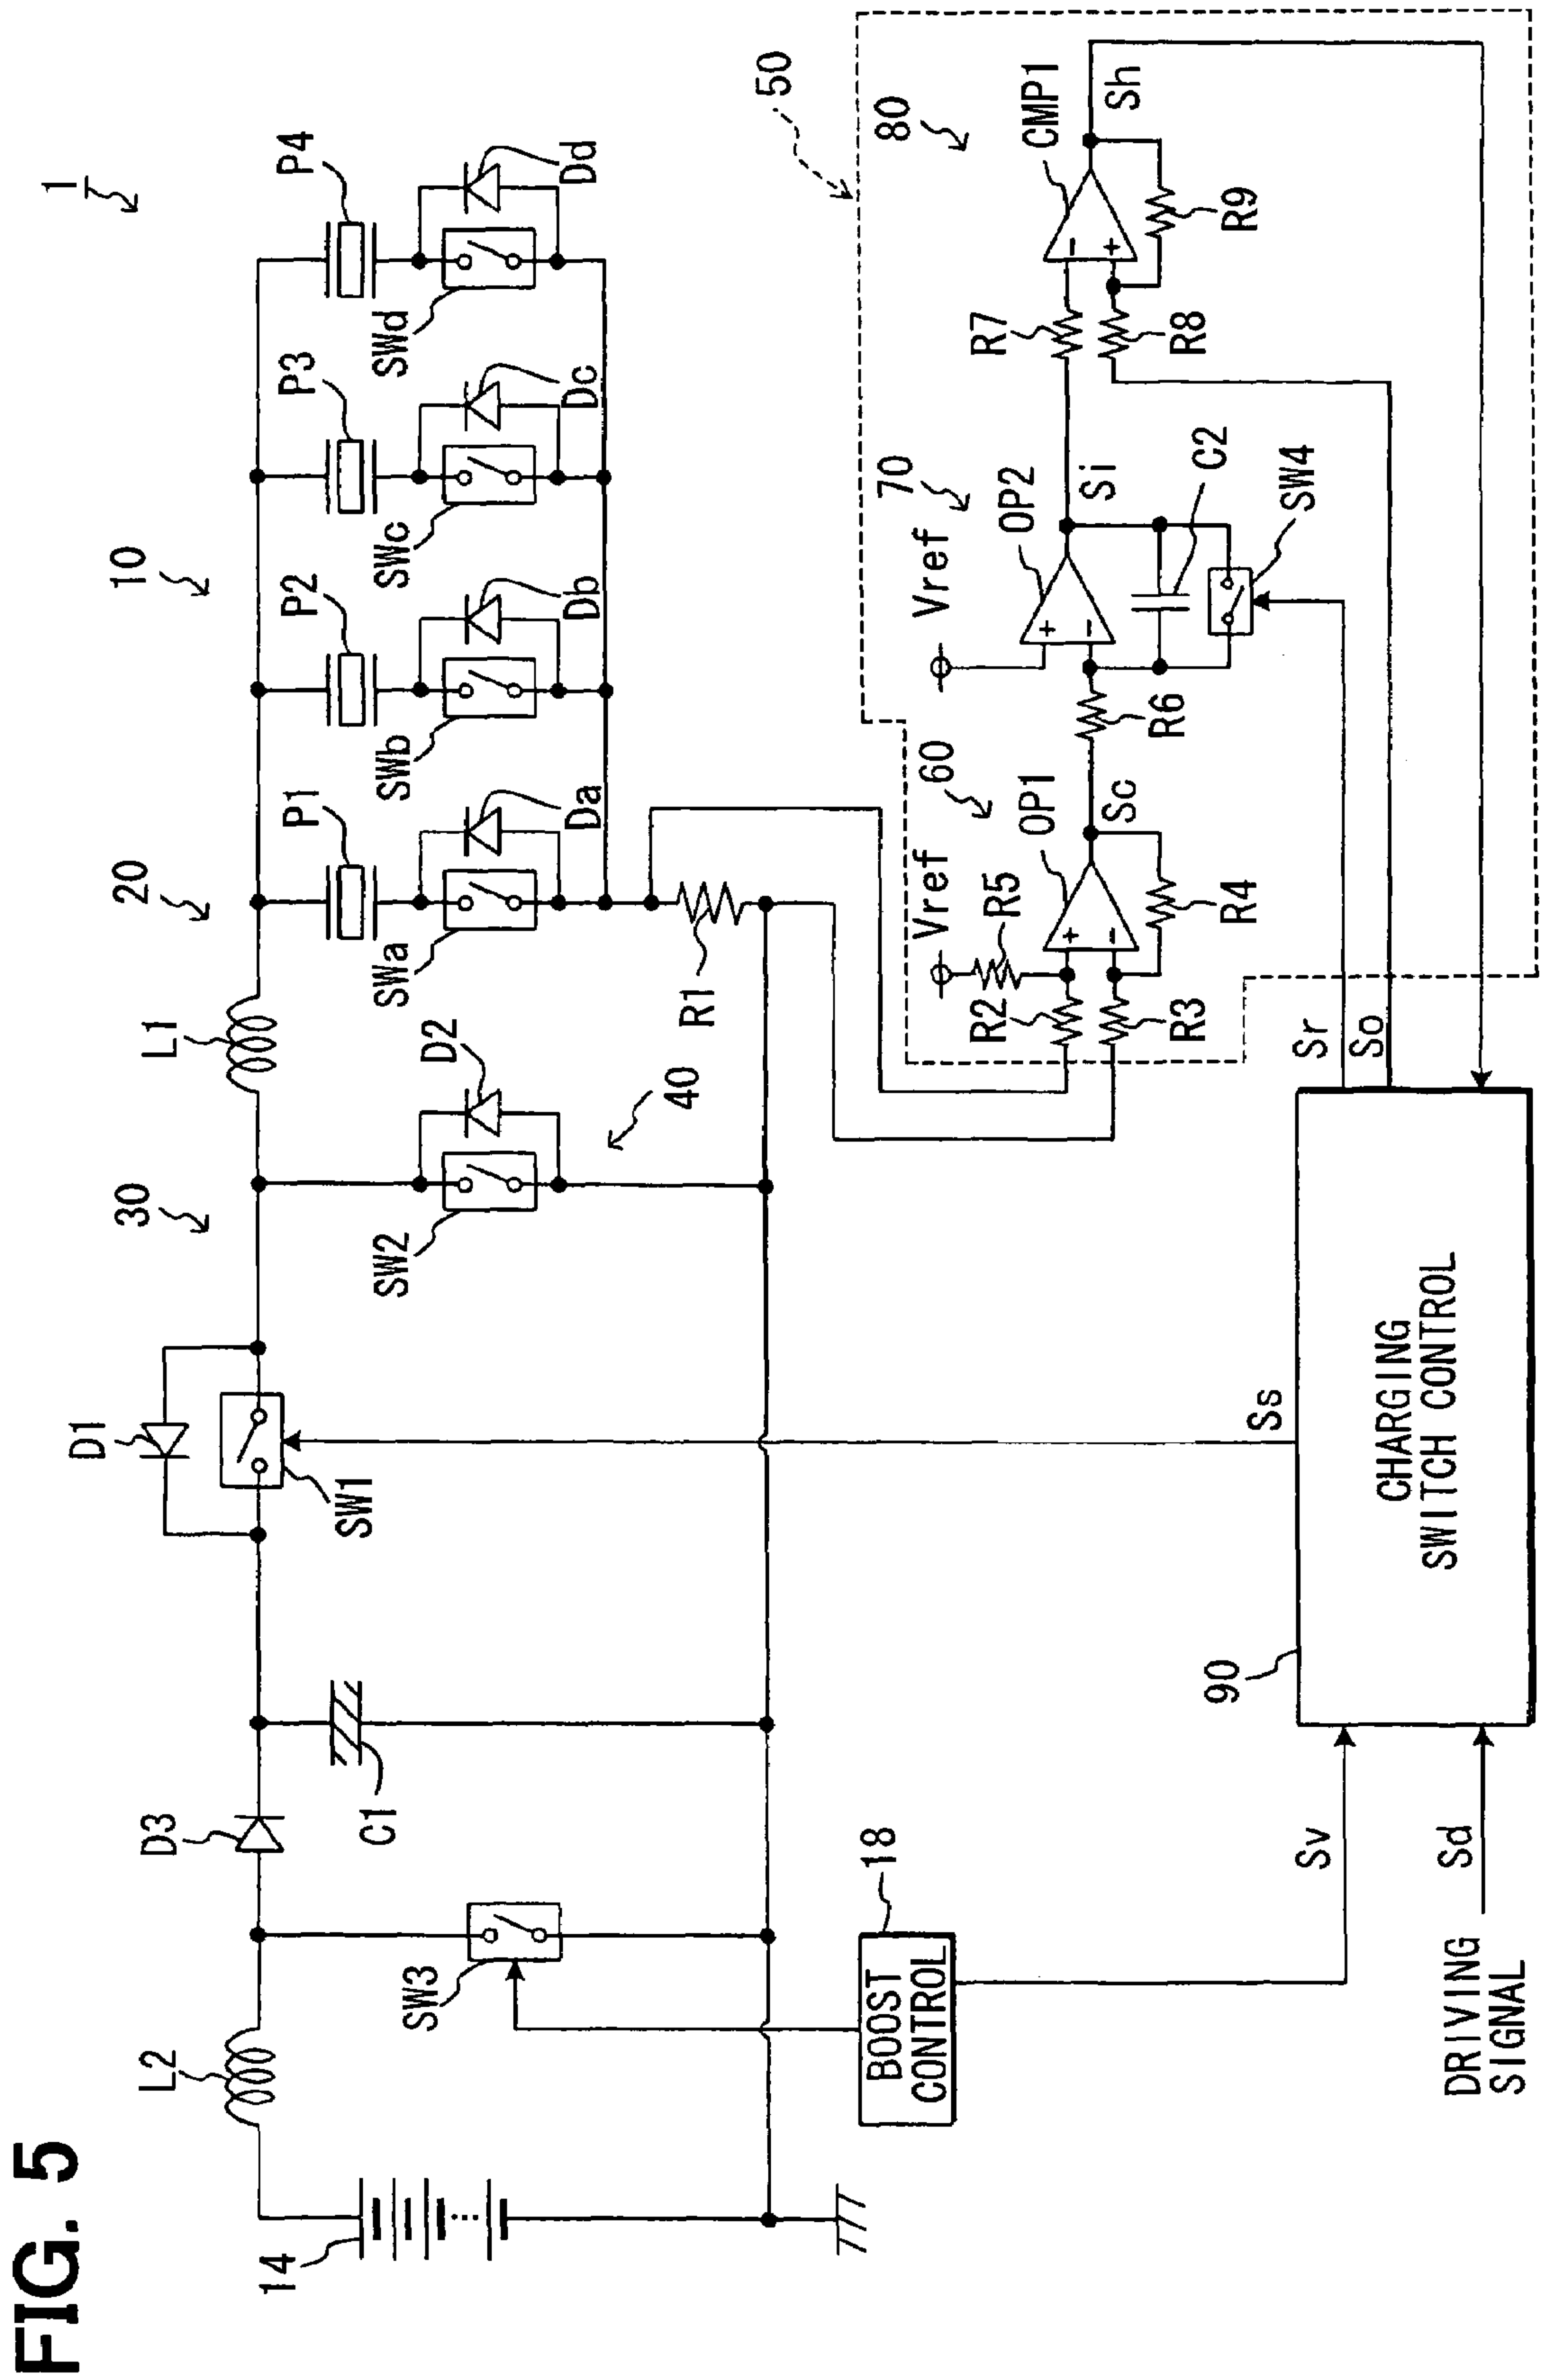 FIG. 5
1
10
20
30
40
50
14
L2
D3
C1
D1
SW1
SW2
D2
L1
P1
P2
P3
P4
SWa
SWb
SWc
SWd
Da
Db
Dc
Dd
R1
SW3
18
BOOST
CONTROL
Sv
Sd
DRIVING
SIGNAL
90
CHARGING
SWITCH CONTROL
Ss
Sr
So
60
Vref
R5
R2
R3
+
-
OP1
R4
Sc
R6
70
Vref
+
-
OP2
Si
C2
SW4
80
R7
R8
-
+
CMP1
R9
Sh